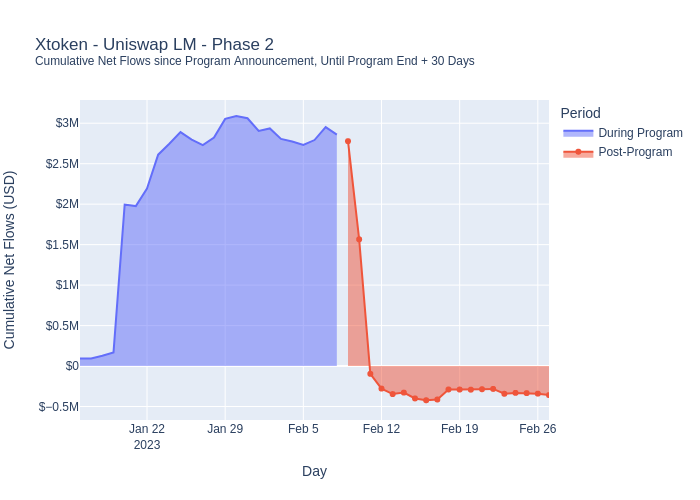 Xtoken - Uniswap LM - Phase 2
Cumulative Net Flows since Program Announcement, Until Program End + 30 Days
Period
During Program
Post-Program
Cumulative Net Flows (USD)
$3M
$2.5M
$2M
$1.5M
$1M
$0.5M
$0
$−0.5M
Jan 22
2023
Jan 29
Feb 5
Feb 12
Feb 19
Feb 26
Day